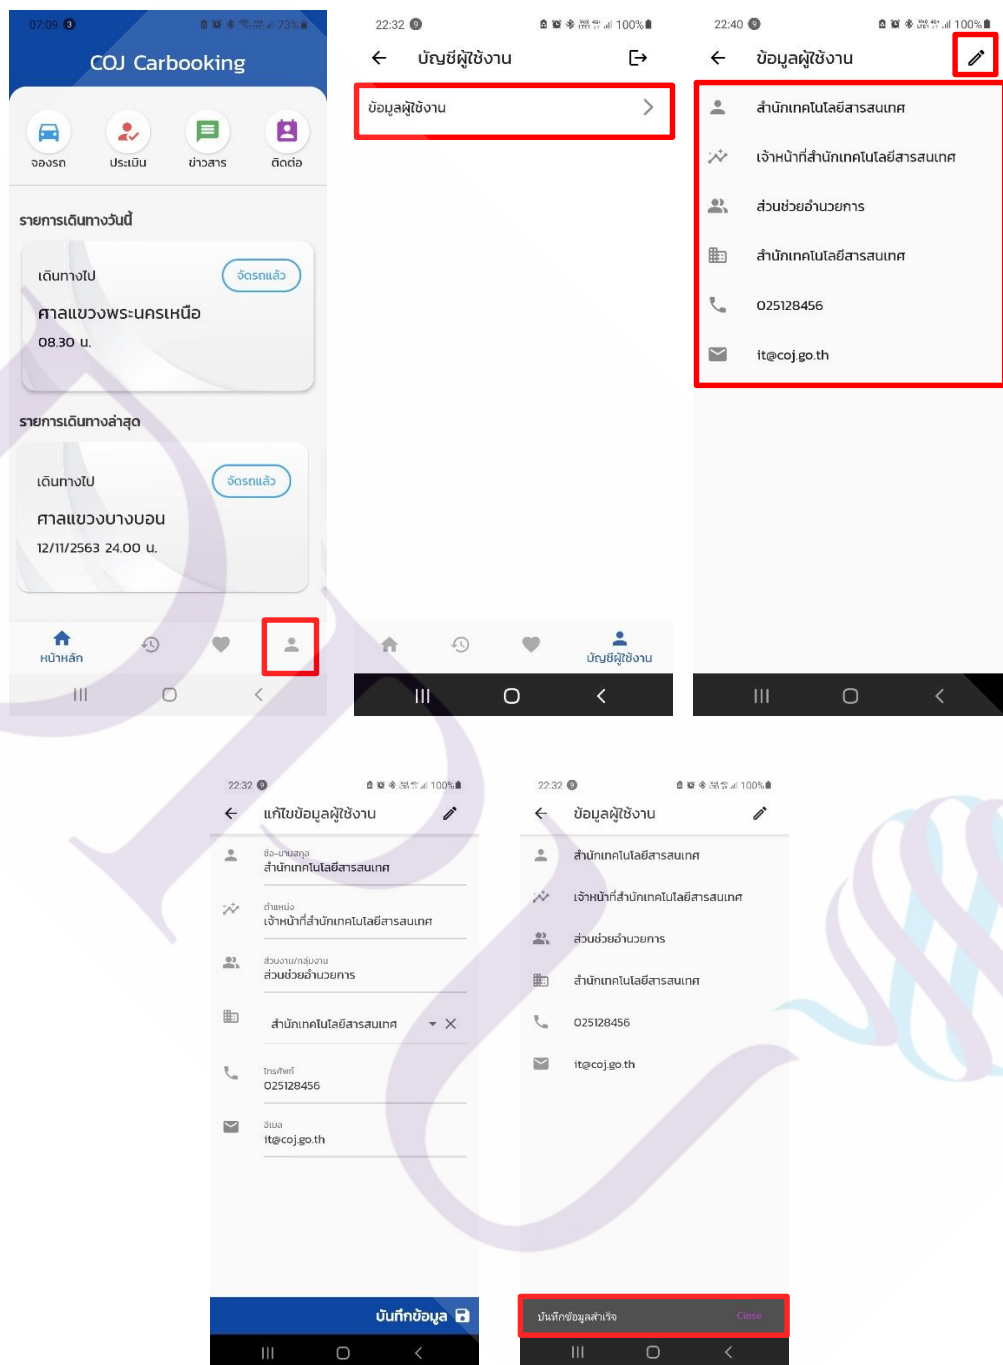 07:09 3 73%
COJ Carbooking
จองรถ ประเมิน ข่าวสาร ติดต่อ
รายการเดินทางวันนี้
เดินทางไป จัดรถแล้ว
ศาลแขวงพระนครเหนือ
08.30 น.
รายการเดินทางล่าสุด
เดินทางไป จัดรถแล้ว
ศาลแขวงบางบอน
12/11/2563 24.00 น.
หน้าหลัก
22:32 9 100%
บัญชีผู้ใช้งาน
ข้อมูลผู้ใช้งาน
บัญชีผู้ใช้งาน
22:40 9 100%
ข้อมูลผู้ใช้งาน
สำนักเทคโนโลยีสารสนเทศ
เจ้าหน้าที่สำนักเทคโนโลยีสารสนเทศ
ส่วนช่วยอำนวยการ
สำนักเทคโนโลยีสารสนเทศ
025128456
it@coj.go.th
22:32 9 100%
แก้ไขข้อมูลผู้ใช้งาน
ชื่อ-นามสกุล
สำนักเทคโนโลยีสารสนเทศ
ตำแหน่ง
เจ้าหน้าที่สำนักเทคโนโลยีสารสนเทศ
ส่วนงาน/กลุ่มงาน
ส่วนช่วยอำนวยการ
สำนักเทคโนโลยีสารสนเทศ
โทรศัพท์
025128456
อีเมล
it@coj.go.th
บันทึกข้อมูล
22:32 9 100%
ข้อมูลผู้ใช้งาน
สำนักเทคโนโลยีสารสนเทศ
เจ้าหน้าที่สำนักเทคโนโลยีสารสนเทศ
ส่วนช่วยอำนวยการ
สำนักเทคโนโลยีสารสนเทศ
025128456
it@coj.go.th
บันทึกข้อมูลสำเร็จ Close